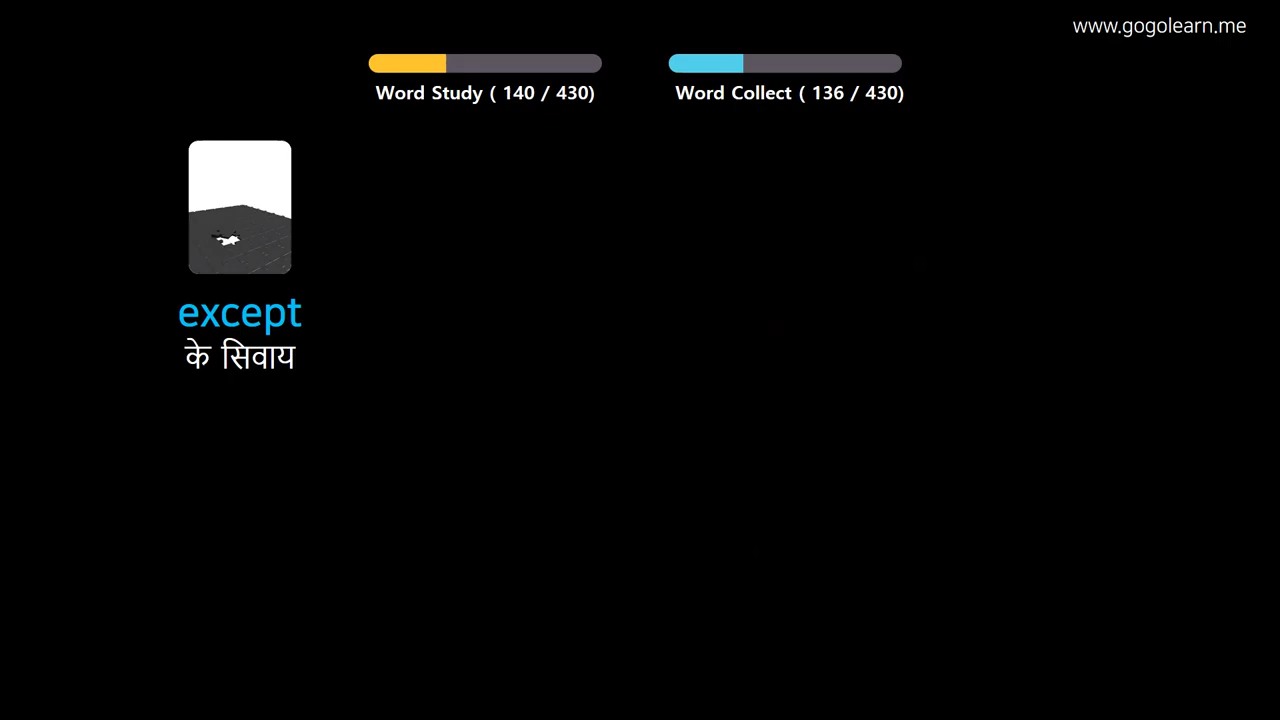 www.gogolearn.me
Word Study ( 140 / 430)
Word Collect ( 136 / 430)
except
के सिवाय